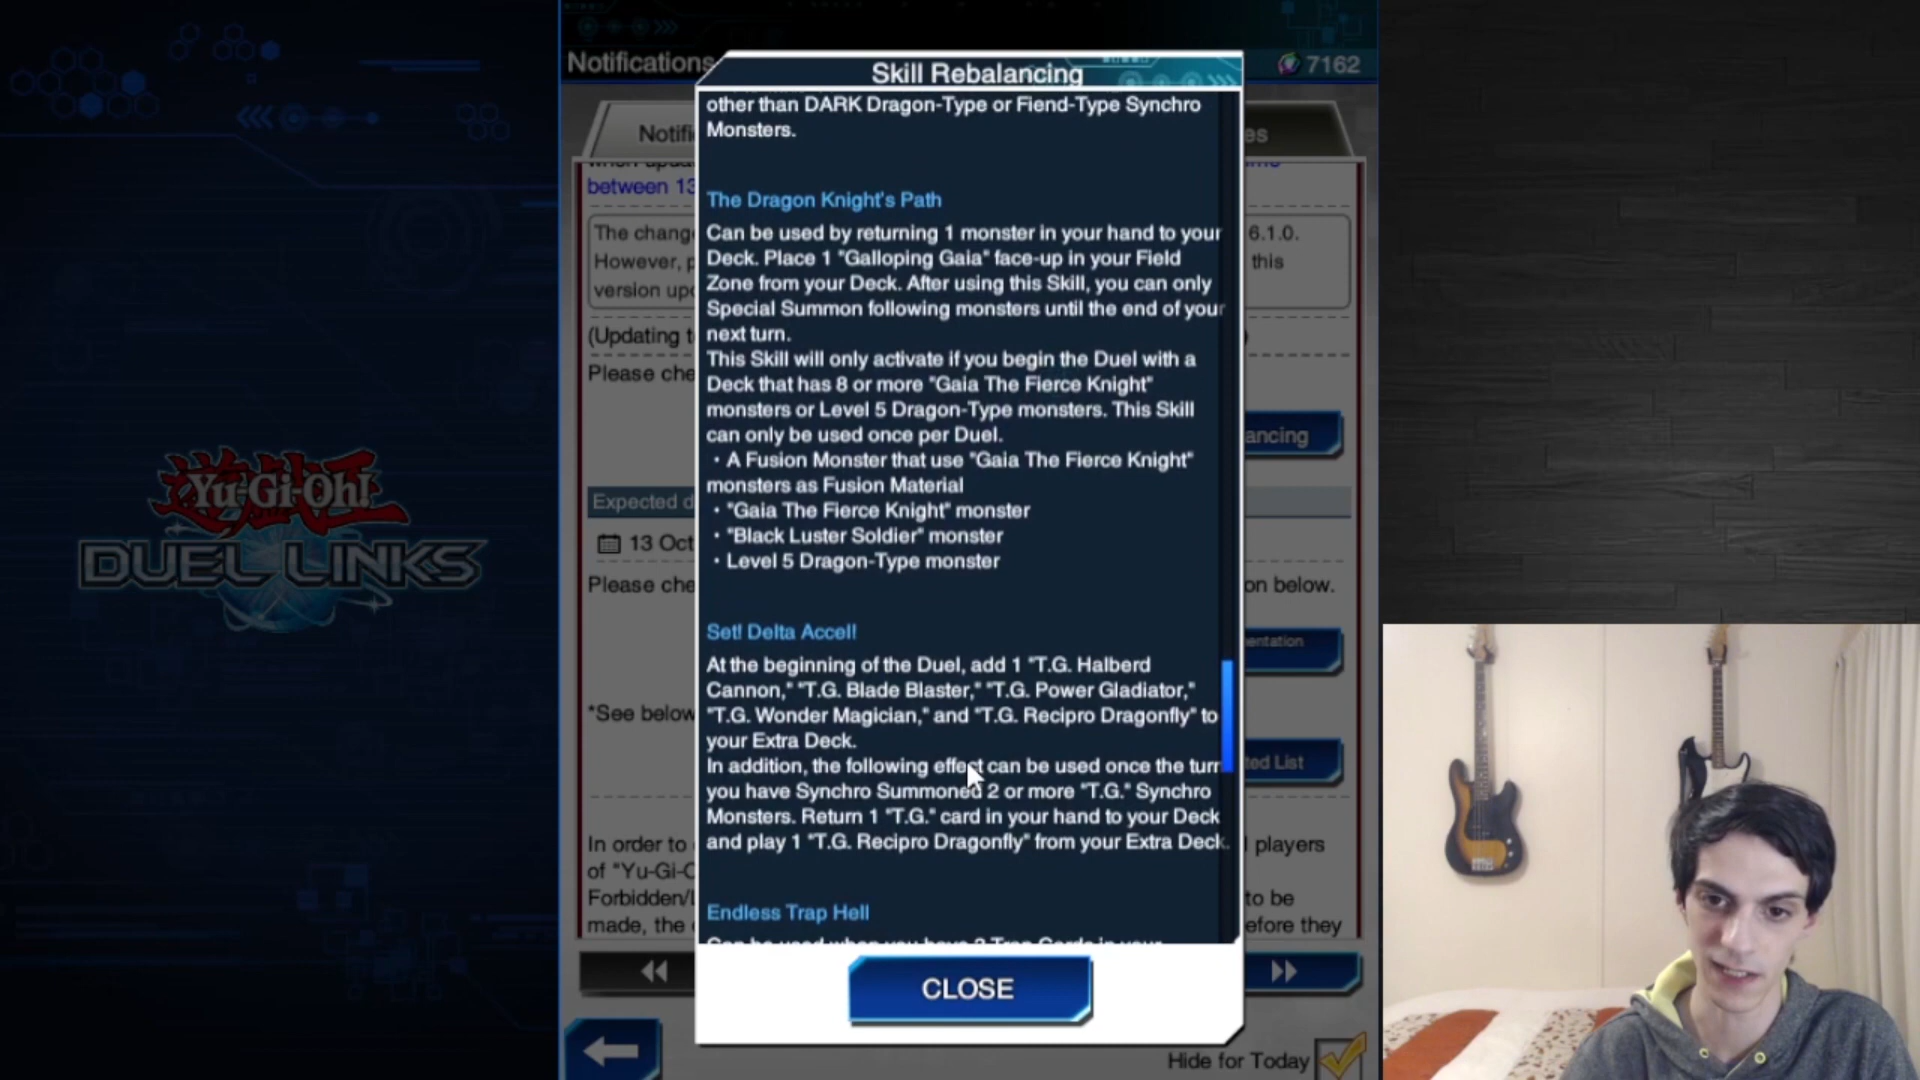 Notifications
Skill Rebalancing
7162
Notifi
es
other than DARK Dragon-Type or Fiend-Type Synchro
Monsters.
between 13
The Dragon Knight's Path
Can be used by returning 1 monster in your hand to your
Deck. Place 1 "Galloping Gaia" face-up in your Field
Zone from your Deck. After using this Skill, you can only
Special Summon following monsters until the end of your
next turn.
This Skill will only activate if you begin the Duel with a
Deck that has 8 or more "Gaia The Fierce Knight"
monsters or Level 5 Dragon-Type monsters. This Skill
can only be used once per Duel.
・A Fusion Monster that use "Gaia The Fierce Knight"
monsters as Fusion Material
・"Gaia The Fierce Knight" monster
・"Black Luster Soldier" monster
・Level 5 Dragon-Type monster
Set! Delta Accel!
At the beginning of the Duel, add 1 "T.G. Halberd
Cannon," "T.G. Blade Blaster," "T.G. Power Gladiator,"
"T.G. Wonder Magician," and "T.G. Recipro Dragonfly" to
your Extra Deck.
In addition, the following effect can be used once the turn
you have Synchro Summoned 2 or more "T.G." Synchro
Monsters. Return 1 "T.G." card in your hand to your Deck
and play 1 "T.G. Recipro Dragonfly" from your Extra Deck.
Endless Trap Hell
CLOSE
The chang
6.1.0.
However, p
this
version upd
(Updating t
Please che
ancing
Expected d
13 Oct
Please che
on below.
entation
*See below
ted List
In order to
players
of "Yu-Gi-O
Forbidden/L
to be
made, the
efore they
Hide for Today
遊戯王
Yu-Gi-Oh!
DUEL LINKS